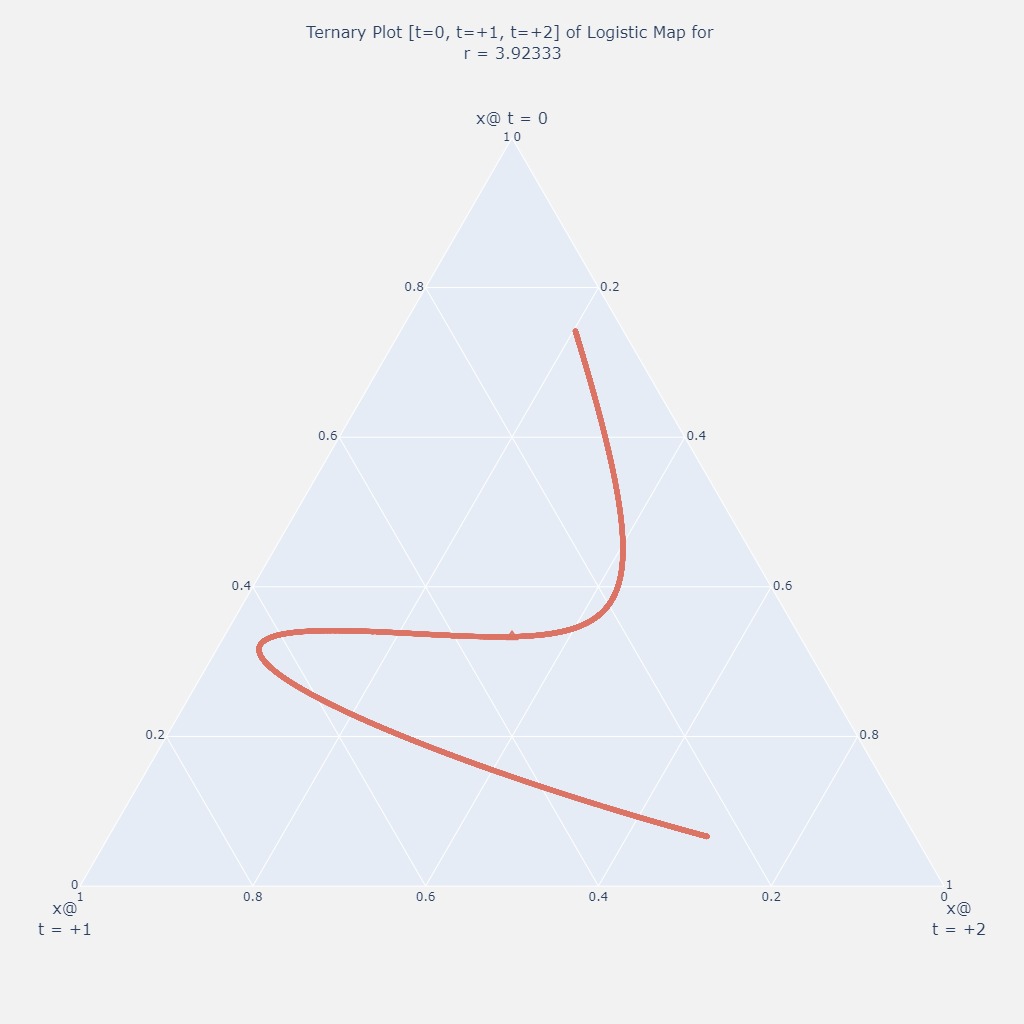 Ternary Plot [t=0, t=+1, t=+2] of Logistic Map for
r = 3.92333
x@ t = 0
1 0
0.8 0.2
0.6 0.4
0.4 0.6
0.2 0.8
0 1
1 0.8 0.6 0.4 0.2 0
x@ x@
t = +1 t = +2